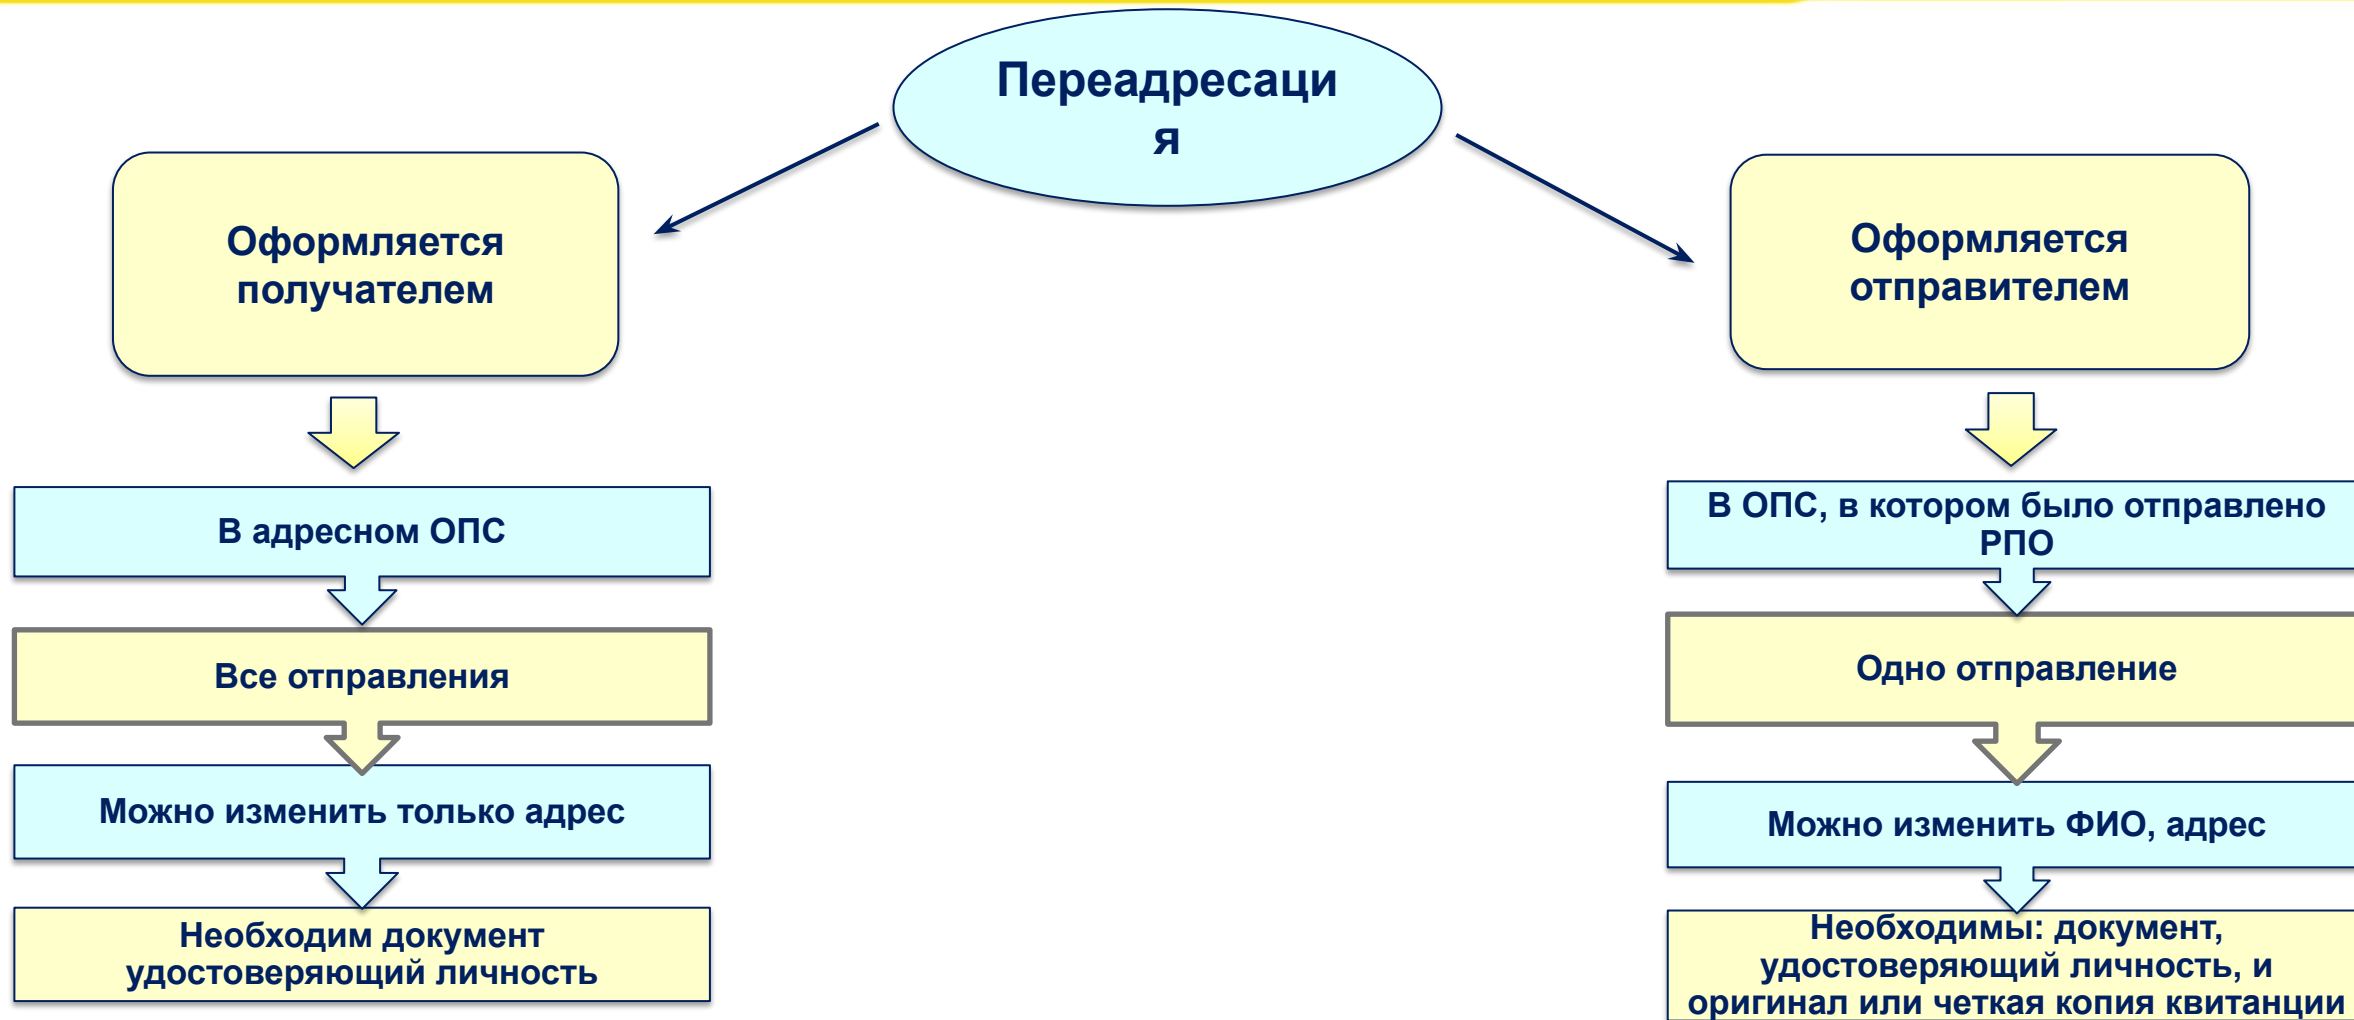 Переадресаци
я
Оформляется
получателем
В адресном ОПС
Все отправления
Можно изменить только адрес
Необходим документ
удостоверяющий личность
Оформляется
отправителем
В ОПС, в котором было отправлено
РПО
Одно отправление
Можно изменить ФИО, адрес
Необходимы: документ,
удостоверяющий личность, и
оригинал или четкая копия квитанции